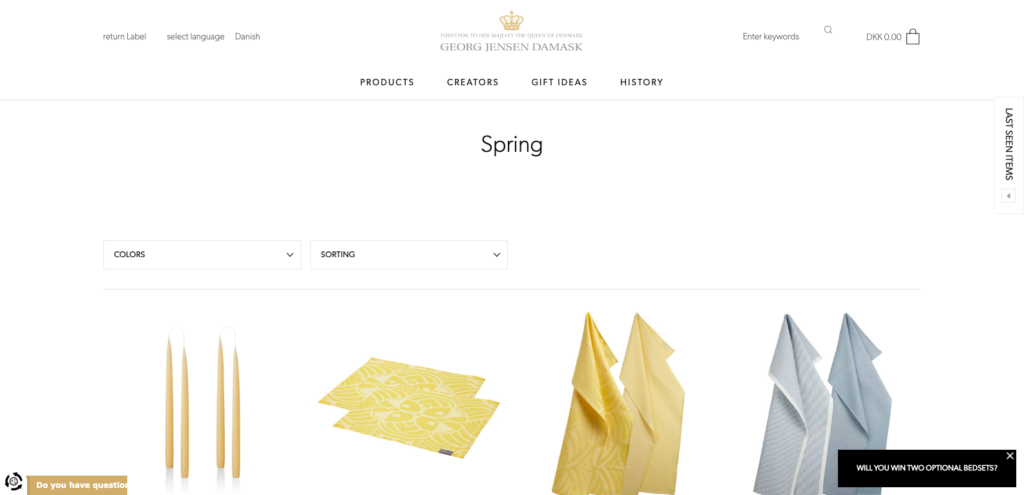 return Label
select language
Danish
PURVEYOR TO HER MAJESTY THE QUEEN OF DENMARK
GEORG JENSEN DAMASK
Enter keywords
DKK 0.00
PRODUCTS
CREATORS
GIFT IDEAS
HISTORY
LAST SEEN ITEMS
Spring
COLORS
SORTING
WILL YOU WIN TWO OPTIONAL BEDSETS?
Do you have question